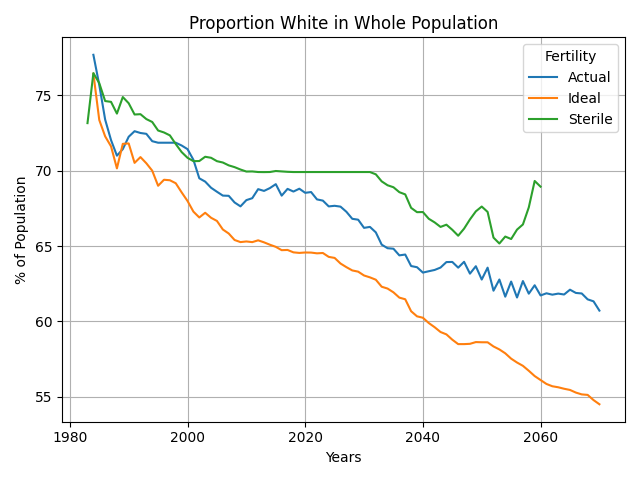 Proportion White in Whole Population
Fertility
Actual
Ideal
Sterile
% of Population
75
70
65
60
55
1980
2000
2020
2040
2060
Years